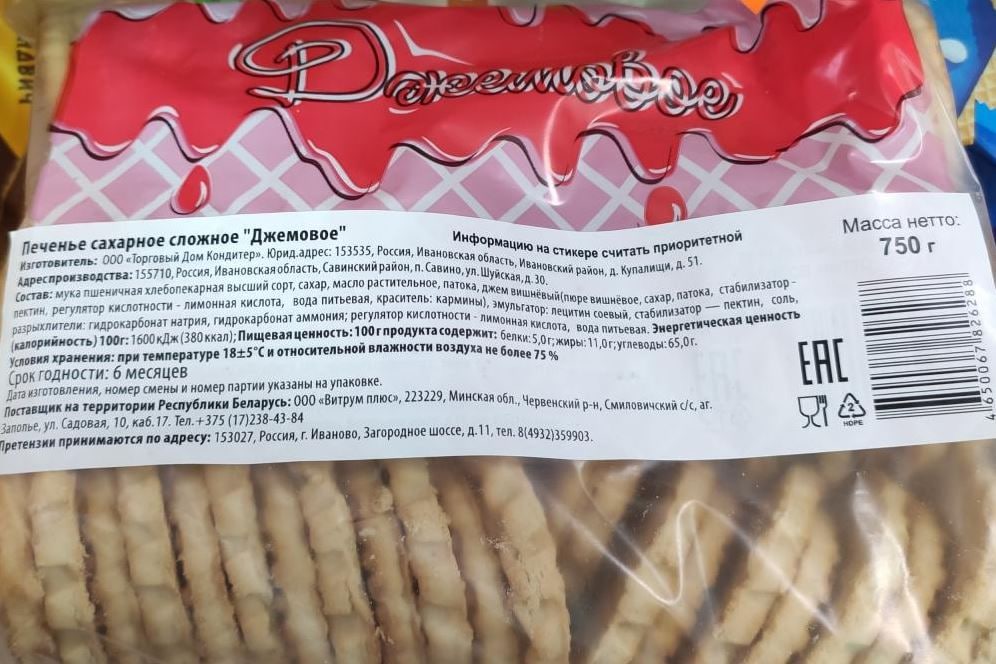 Джемовое
Печенье сахарное сложное "Джемовое"
Информацию на стикере считать приоритетной
Масса нетто:
750 г
Изготовитель: ООО «Торговый Дом Кондитер». Юрид.адрес: 153535, Россия, Ивановская область, Ивановский район, д. Купалищи, д. 51.
Адрес производства: 155710, Россия, Ивановская область, Савинский район, п. Савино, ул. Шуйская, д. 30.
Состав: мука пшеничная хлебопекарная высший сорт, сахар, масло растительное, патока, джем вишнёвый(пюре вишнёвое, сахар, патока, стабилизатор -
пектин, регулятор кислотности - лимонная кислота, вода питьевая, краситель: кармины), эмульгатор: лецитин соевый, стабилизатор — пектин, соль,
разрыхлители: гидрокарбонат натрия, гидрокарбонат аммония; регулятор кислотности - лимонная кислота, вода питьевая. Энергетическая ценность
(калорийность) 100г: 1600 кДж (380 ккал); Пищевая ценность: 100 г продукта содержит: белки: 5,0г; жиры: 11,0г; углеводы: 65,0г.
Условия хранения: при температуре 18±5°С и относительной влажности воздуха не более 75 %
Срок годности: 6 месяцев
Дата изготовления, номер смены и номер партии указаны на упаковке.
Поставщик на территории Республики Беларусь: ООО «Витрум плюс», 223229, Минская обл., Червенский р-н, Смиловичский с/с, аг.
Заполье, ул. Садовая, 10, каб.17. Тел. +375 (17)238-43-84
Претензии принимаются по адресу: 153027, Россия, г. Иваново, Загородное шоссе, д.11, тел. 8(4932)359903.
EAC
2
HDPE
4650067826288